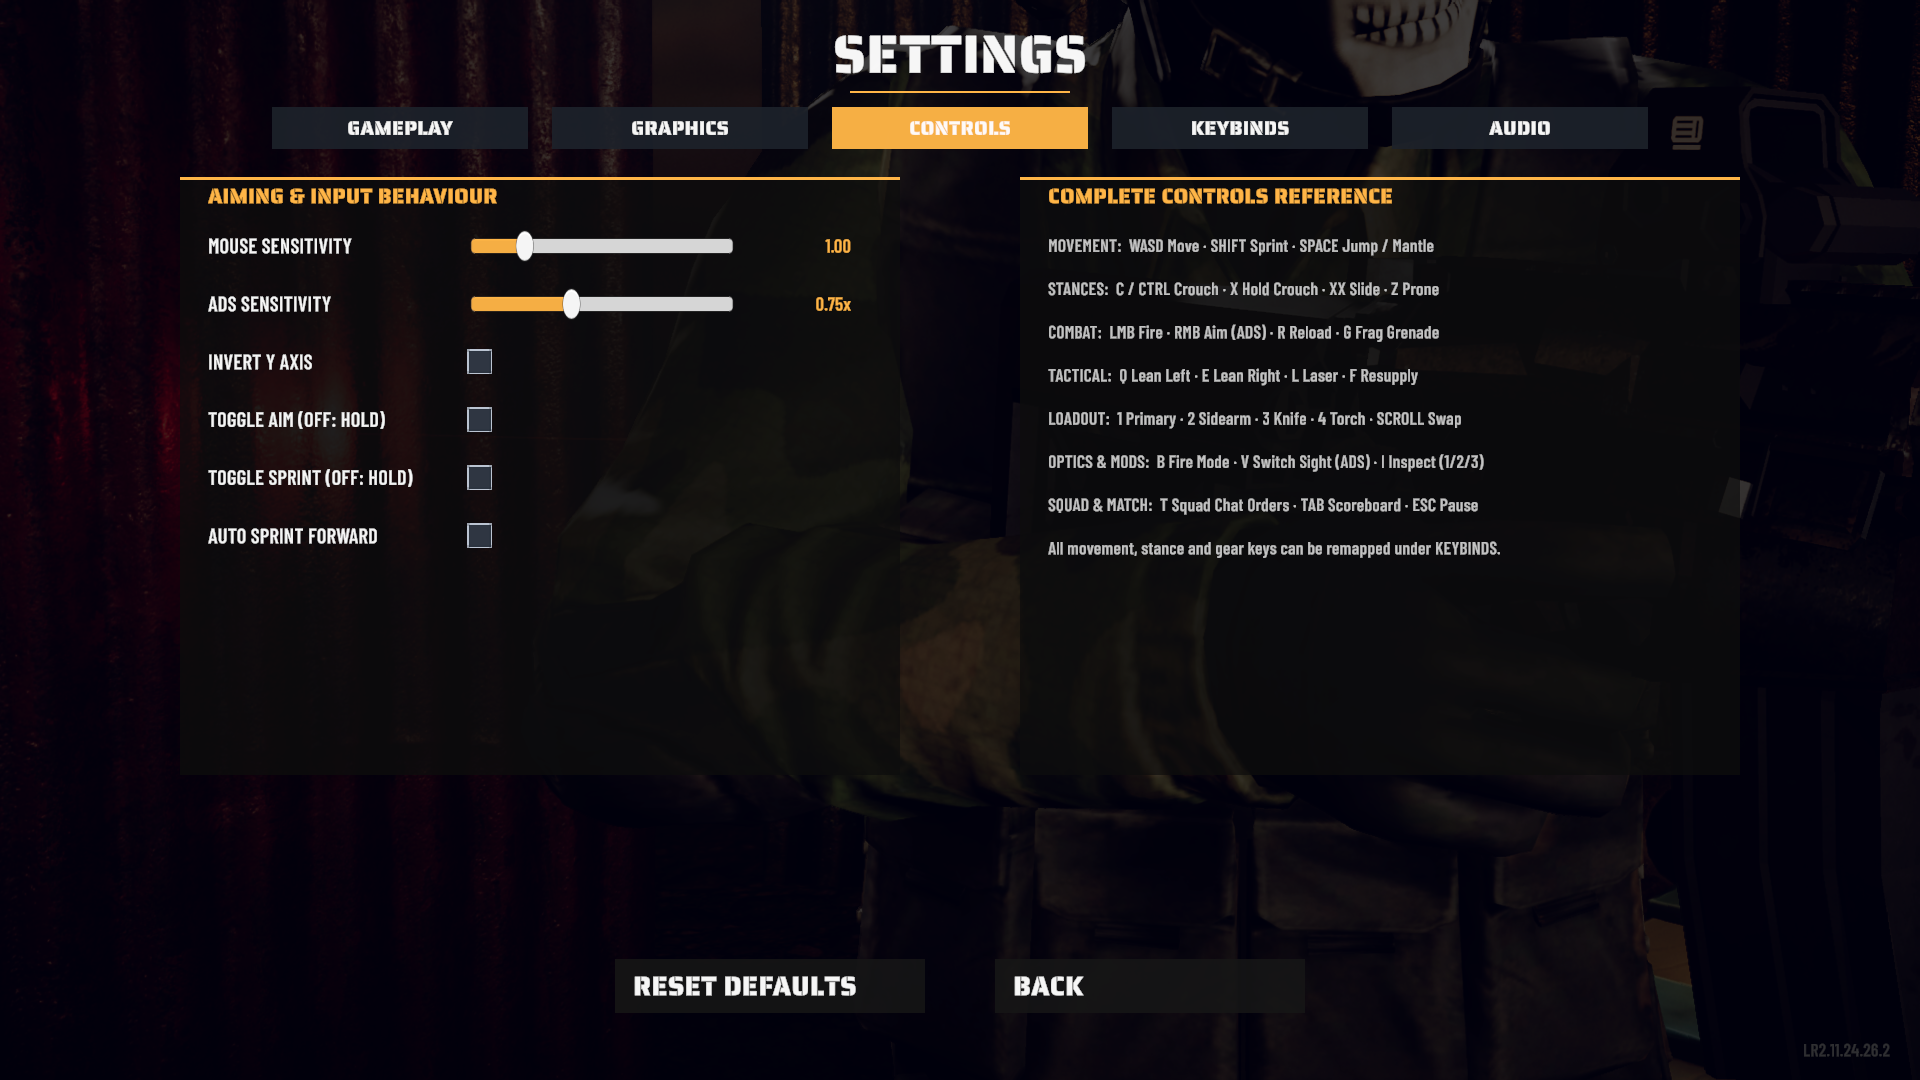 SETTINGS
GAMEPLAY
GRAPHICS
CONTROLS
KEYBINDS
AUDIO
AIMING & INPUT BEHAVIOUR
MOUSE SENSITIVITY 1.00
ADS SENSITIVITY 0.75x
INVERT Y AXIS
TOGGLE AIM (OFF: HOLD)
TOGGLE SPRINT (OFF: HOLD)
AUTO SPRINT FORWARD
COMPLETE CONTROLS REFERENCE
MOVEMENT: WASD Move · SHIFT Sprint · SPACE Jump / Mantle
STANCES: C / CTRL Crouch · X Hold Crouch · XX Slide · Z Prone
COMBAT: LMB Fire · RMB Aim (ADS) · R Reload · G Frag Grenade
TACTICAL: Q Lean Left · E Lean Right · L Laser · F Resupply
LOADOUT: 1 Primary · 2 Sidearm · 3 Knife · 4 Torch · SCROLL Swap
OPTICS & MODS: B Fire Mode · V Switch Sight (ADS) · I Inspect (1/2/3)
SQUAD & MATCH: T Squad Chat Orders · TAB Scoreboard · ESC Pause
All movement, stance and gear keys can be remapped under KEYBINDS.
RESET DEFAULTS
BACK
LR2.11.24.26.2